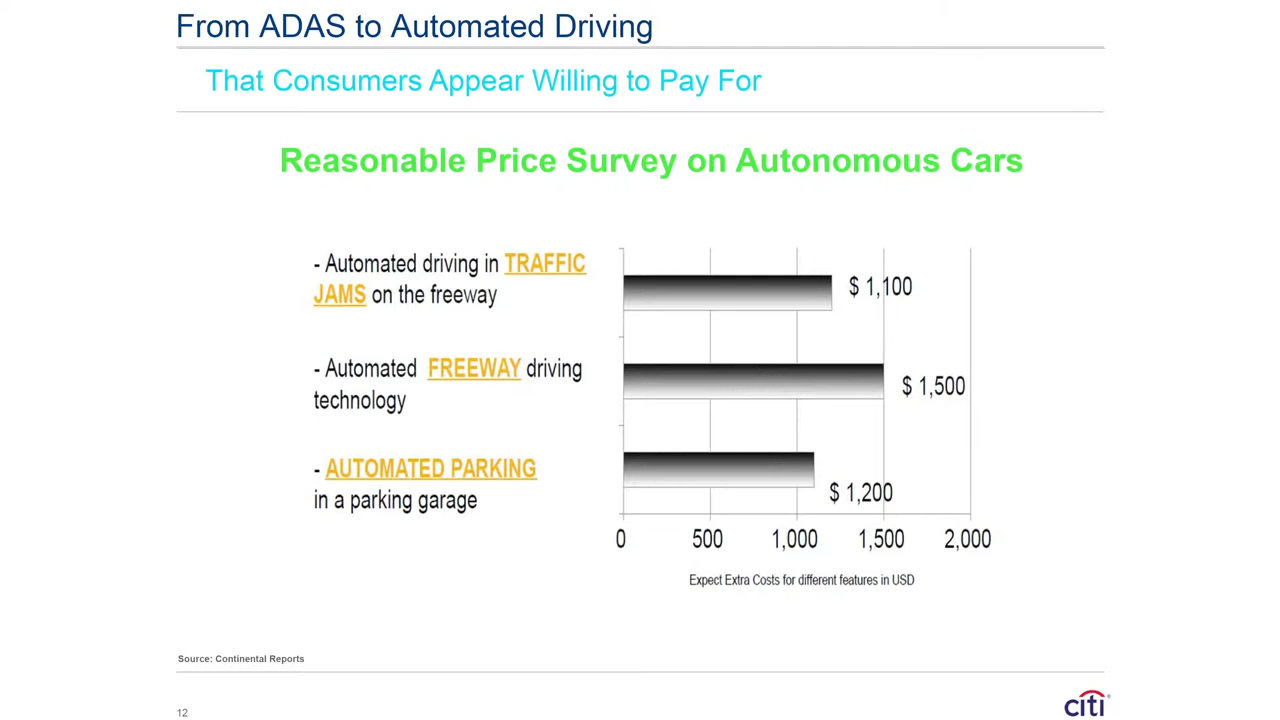 From ADAS to Automated Driving
That Consumers Appear Willing to Pay For
Reasonable Price Survey on Autonomous Cars
- Automated driving in TRAFFIC
JAMS on the freeway
$ 1,100
- Automated FREEWAY driving
technology
$ 1,500
- AUTOMATED PARKING
in a parking garage
$ 1,200
0 500 1,000 1,500 2,000
Expect Extra Costs for different features in USD
Source: Continental Reports
12
citi®